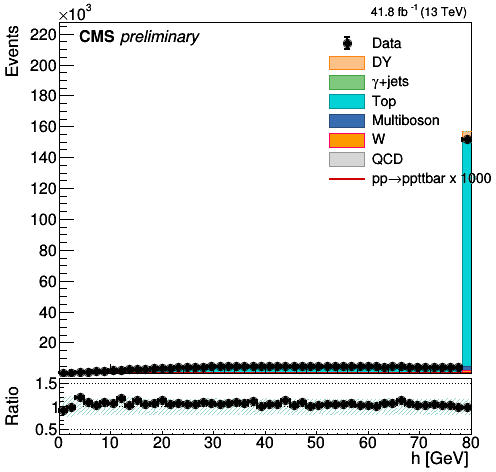 ×10³
41.8 fb⁻¹ (13 TeV)
CMS preliminary
Events
220
200
180
160
140
120
100
80
60
40
20
Data
DY
γ+jets
Top
Multiboson
W
QCD
pp→ppttbar x 1000
Ratio
1.5
1
0.5
0 10 20 30 40 50 60 70 80
h [GeV]